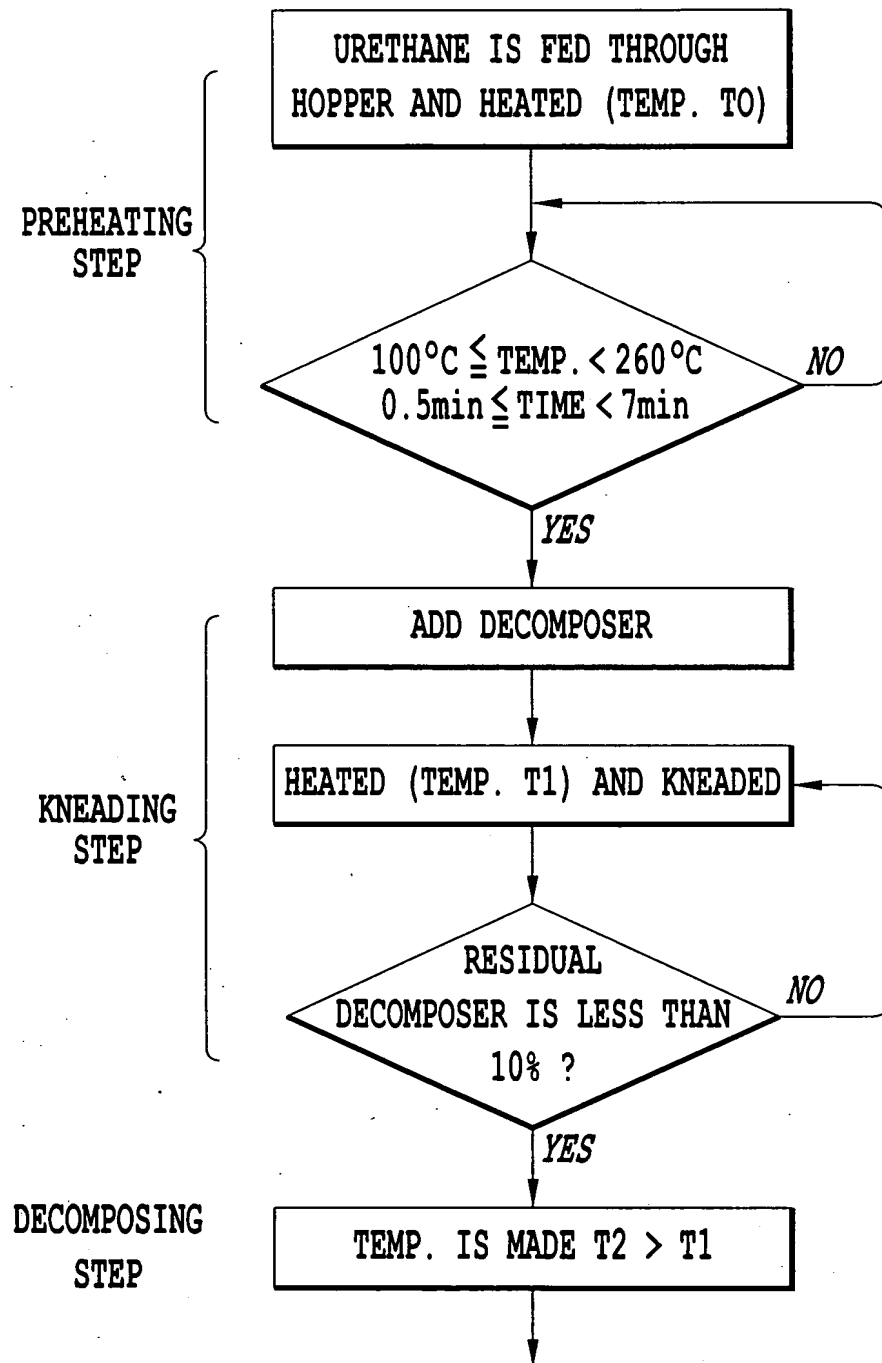 URETHANE IS FED THROUGH
HOPPER AND HEATED (TEMP. TO)
PREHEATING
STEP
100°C ≦ TEMP. < 260°C
0.5min ≦ TIME < 7min
NO
YES
ADD DECOMPOSER
HEATED (TEMP. T1) AND KNEADED
KNEADING
STEP
RESIDUAL
DECOMPOSER IS LESS THAN
10% ?
NO
YES
DECOMPOSING
STEP
TEMP. IS MADE T2 > T1